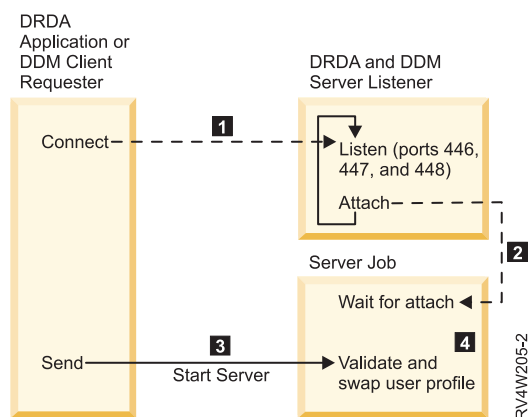 DRDA
Application or
DDM Client
Requester
DRDA and DDM
Server Listener
Connect
1
Listen (ports 446,
447, and 448)
Attach
2
Server Job
Wait for attach
4
Send
3
Start Server
Validate and
swap user profile
RV4W205-2